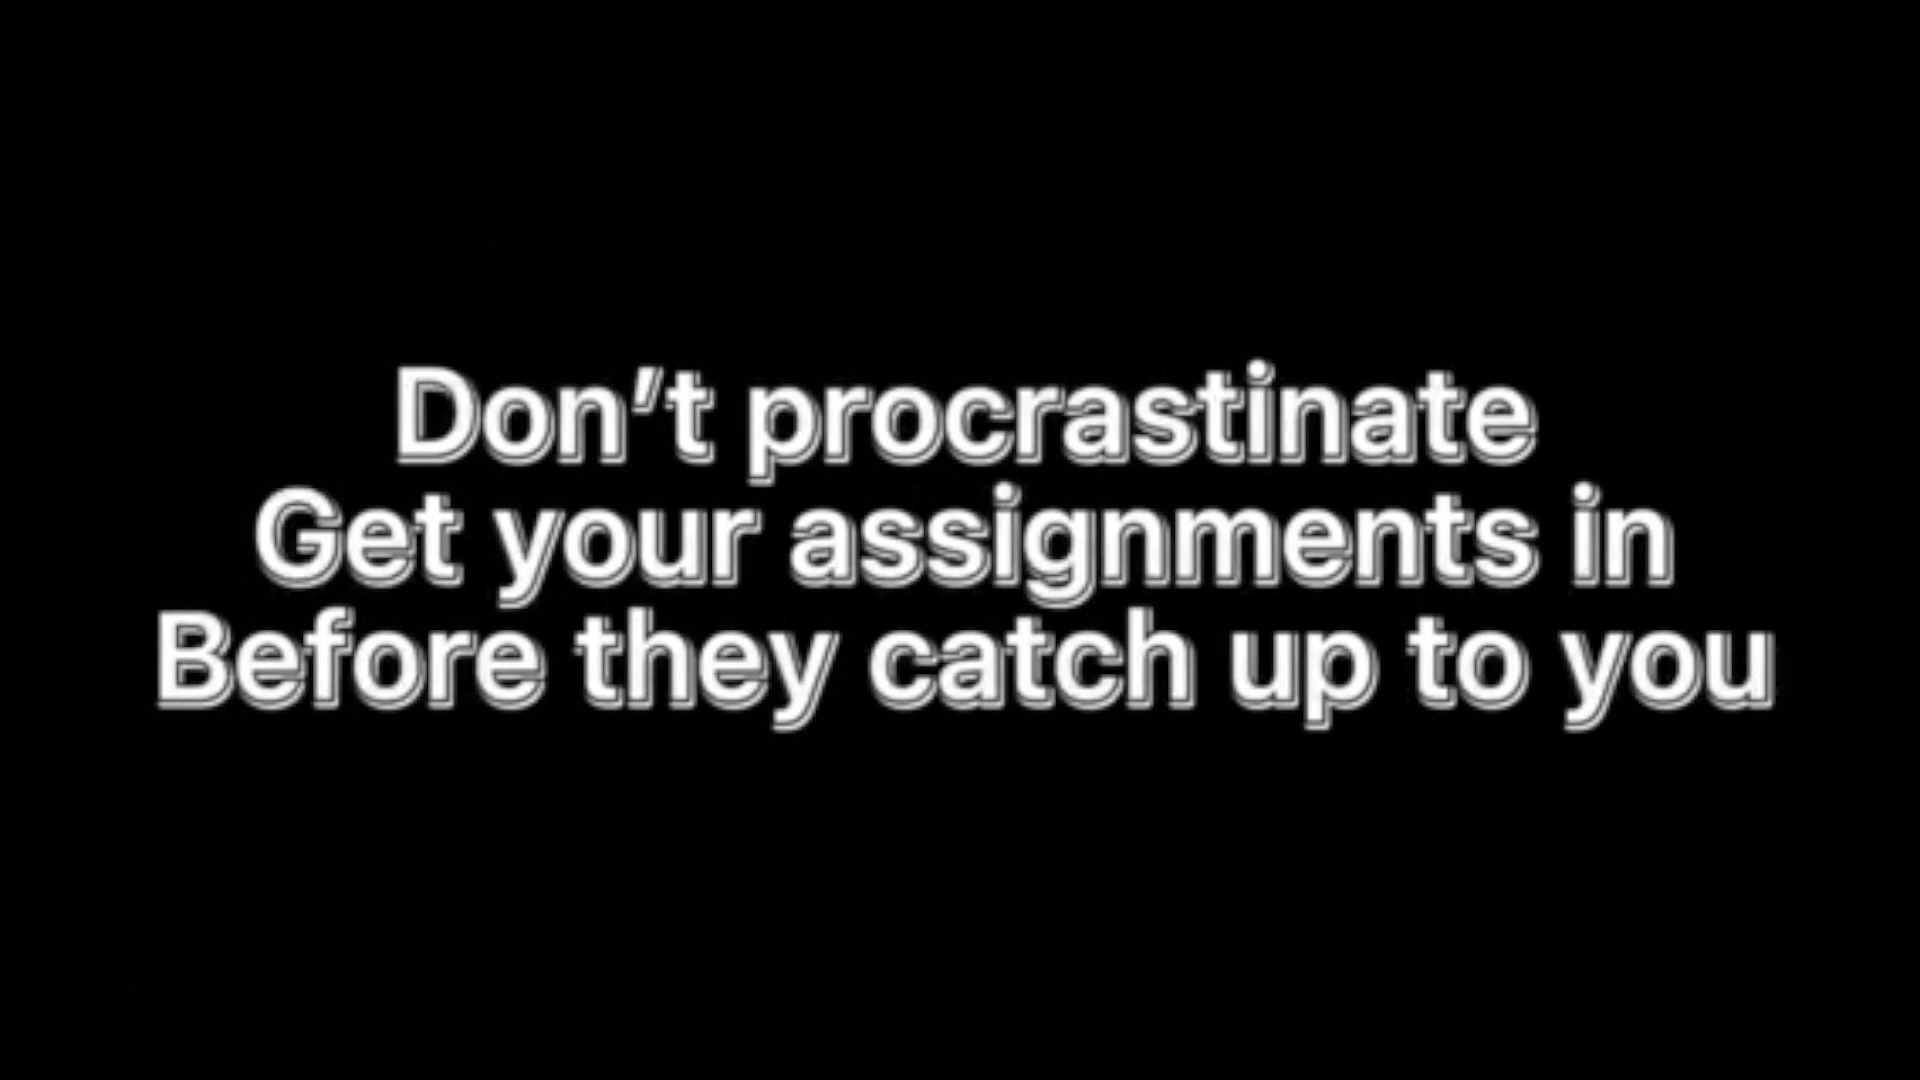 Don’t procrastinate
Get your assignments in
Before they catch up to you